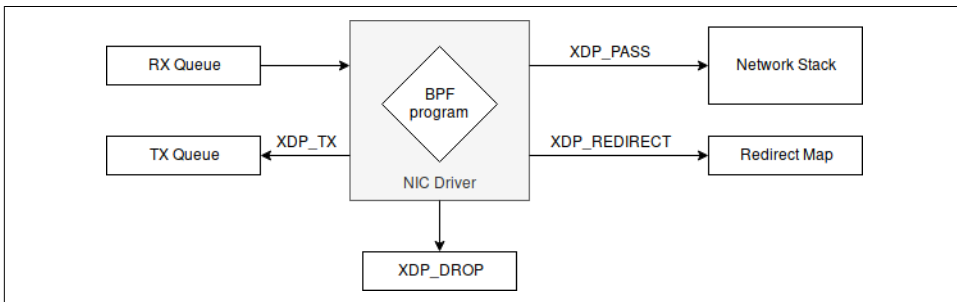 RX Queue
XDP_PASS
Network Stack
BPF
program
TX Queue
XDP_TX
XDP_REDIRECT
Redirect Map
NIC Driver
XDP_DROP